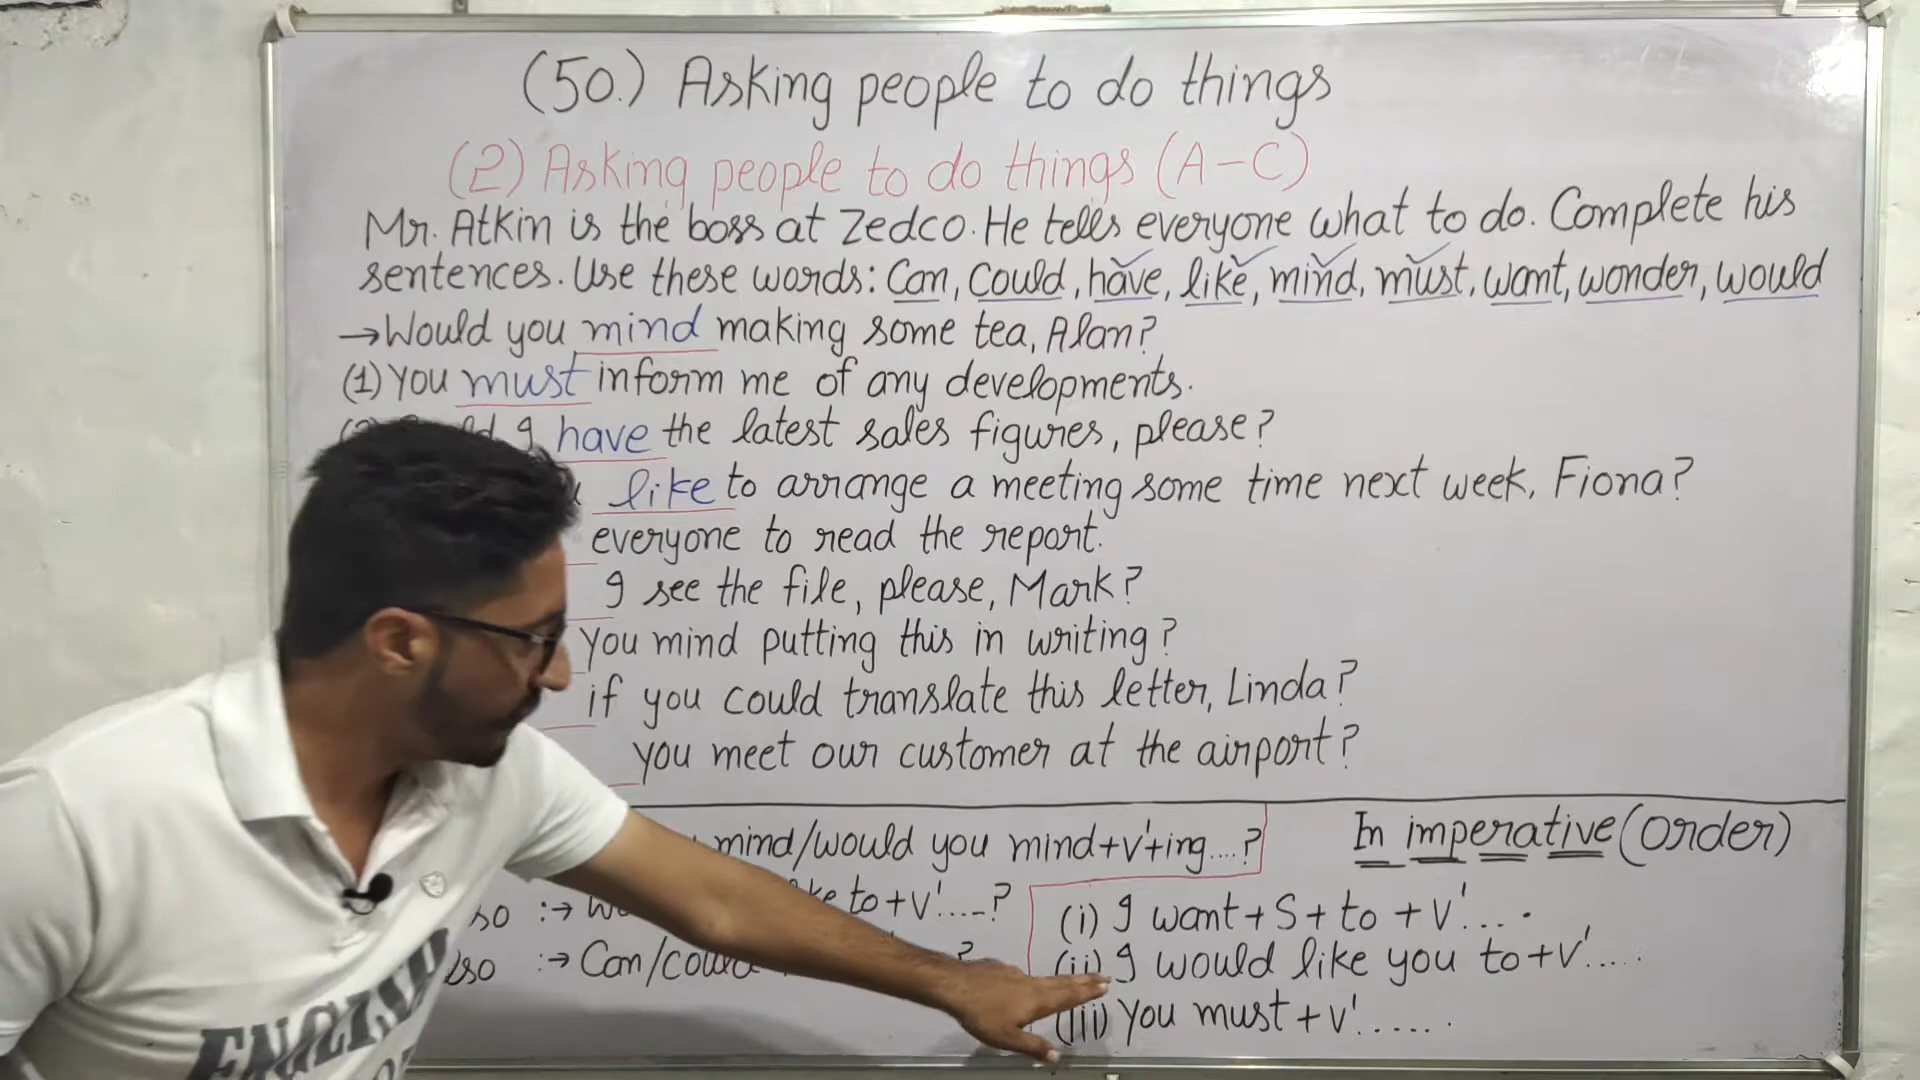 (50.) Asking people to do things
(2) Asking people to do things (A-C)
Mr. Atkin is the boss at Zedco. He tells everyone what to do. Complete his
sentences. Use these words: Can, Could, have, like, mind, must, want, wonder, would
→Would you mind making some tea, Alan?
(1) You must inform me of any developments.
I have the latest sales figures, please?
like to arrange a meeting some time next week, Fiona?
everyone to read the report.
I see the file, please, Mark?
you mind putting this in writing?
if you could translate this letter, Linda?
you meet our customer at the airport?
mind/would you mind+v'+ing....?
In imperative (Order)
to+v'....?
(i) I want+S+to+v'...
Can/could ?
(ii) I would like you to+v'....
(iii) You must+v'......
ENGLISH